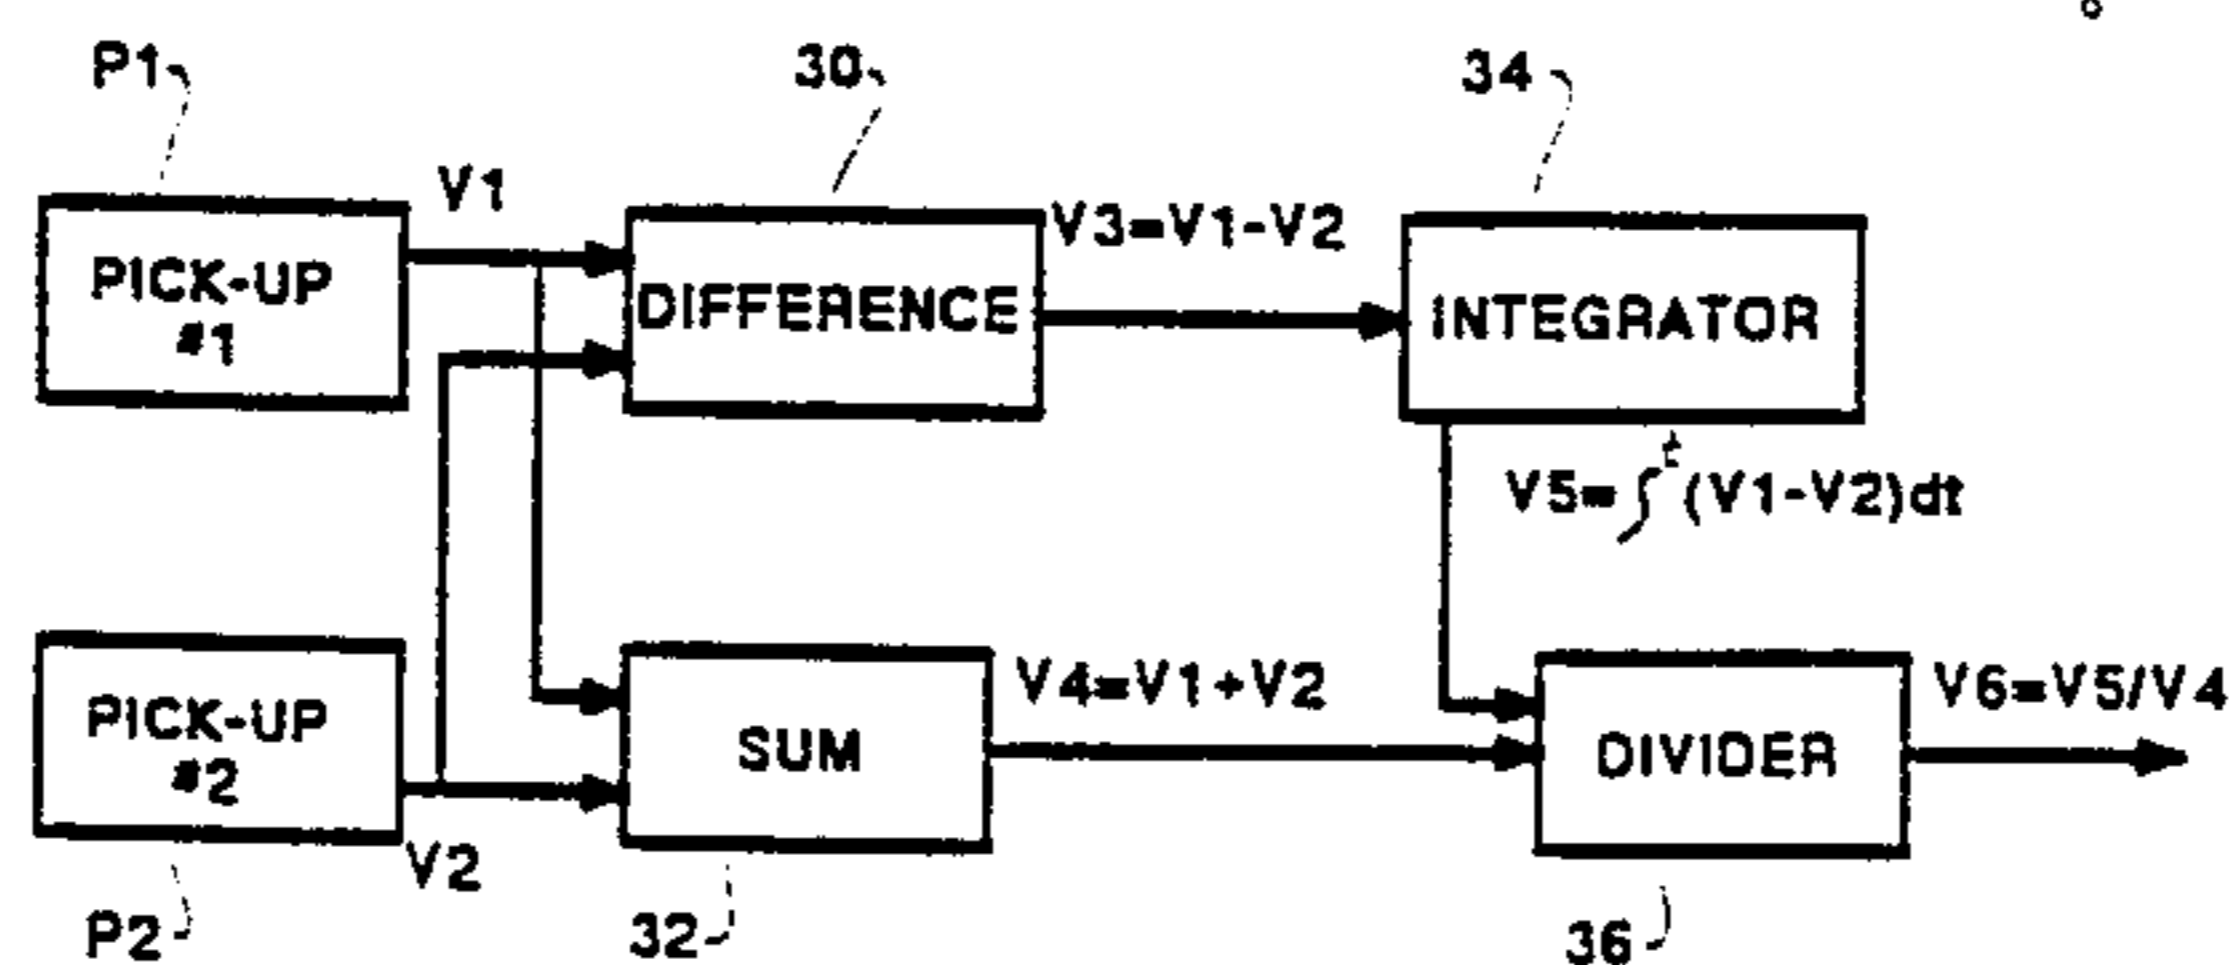 P1
30
34
V1
V3=V1-V2
PICK-UP
#1
DIFFERENCE
INTEGRATOR
V5=∫t(V1-V2)dt
PICK-UP
#2
SUM
V4=V1+V2
DIVIDER
V6=V5/V4
V2
P2
32
36